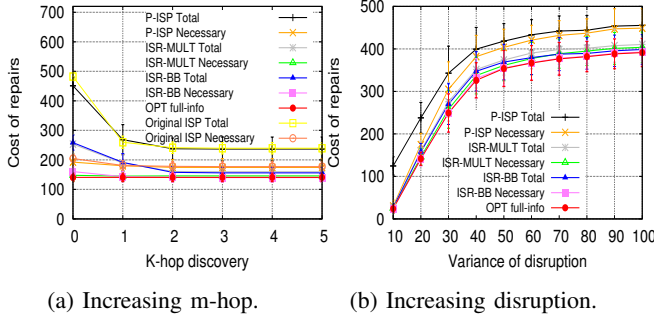 700
600
500
400
300
200
100
0
Cost of repairs
P-ISP Total
P-ISP Necessary
ISR-MULT Total
ISR-MULT Necessary
ISR-BB Total
ISR-BB Necessary
OPT full-info
Original ISP Total
Original ISP Necessary
0 1 2 3 4 5
K-hop discovery
(a) Increasing m-hop.
500
400
300
200
100
0
Cost of repairs
P-ISP Total
P-ISP Necessary
ISR-MULT Total
ISR-MULT Necessary
ISR-BB Total
ISR-BB Necessary
OPT full-info
10 20 30 40 50 60 70 80 90 100
Variance of disruption
(b) Increasing disruption.